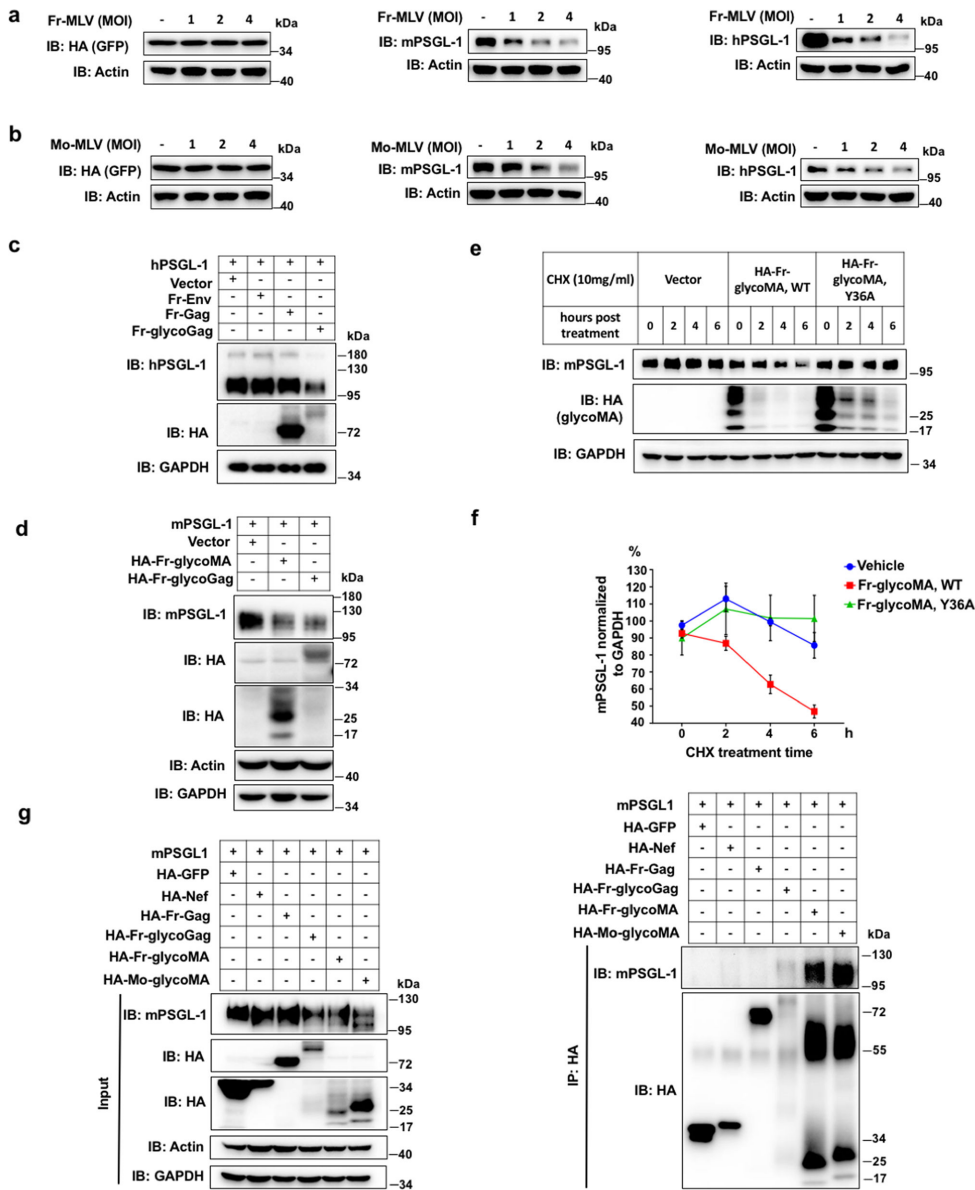 a
Fr-MLV (MOI) - 1 2 4 kDa
IB: HA (GFP) –34
IB: Actin –40
Fr-MLV (MOI) - 1 2 4 kDa
IB: mPSGL-1 –95
IB: Actin –40
Fr-MLV (MOI) - 1 2 4 kDa
IB: hPSGL-1 –95
IB: Actin –40
b
Mo-MLV (MOI) - 1 2 4 kDa
IB: HA (GFP) –34
IB: Actin –40
Mo-MLV (MOI) - 1 2 4 kDa
IB: mPSGL-1 –95
IB: Actin –40
Mo-MLV (MOI) - 1 2 4 kDa
IB: hPSGL-1 –95
IB: Actin –40
c
hPSGL-1 + + + +
Vector + - - -
Fr-Env - + - -
Fr-Gag - - + -
Fr-glycoGag - - - +
kDa
–180
IB: hPSGL-1 –130
–95
IB: HA –72
IB: GAPDH –34
e
CHX (10mg/ml) Vector HA-Fr-glycoMA, WT HA-Fr-glycoMA, Y36A
hours post treatment 0 2 4 6 0 2 4 6 0 2 4 6
IB: mPSGL-1 –95
IB: HA
(glycoMA) –25
–17
IB: GAPDH – 34
d
mPSGL-1 + + +
Vector + - -
HA-Fr-glycoMA - + -
HA-Fr-glycoGag - - +
kDa
–180
IB: mPSGL-1 –130
–95
IB: HA –72
–34
IB: HA –25
–17
IB: Actin –40
IB: GAPDH –34
f
%
130
120
110
100
90
80
70
60
50
40
mPSGL-1 normalized
to GAPDH
0 2 4 6 h
CHX treatment time
Vehicle
Fr-glycoMA, WT
Fr-glycoMA, Y36A
g
mPSGL1 + + + + + +
HA-GFP + - - - - -
HA-Nef - + - - - -
HA-Fr-Gag - - + - - -
HA-Fr-glycoGag - - - + - -
HA-Fr-glycoMA - - - - + -
HA-Mo-glycoMA - - - - - +
kDa
Input
IB: mPSGL-1 –130
–95
IB: HA –72
IB: HA –34
–25
–17
IB: Actin –40
IB: GAPDH –34
mPSGL1 + + + + + +
HA-GFP + - - - - -
HA-Nef - + - - - -
HA-Fr-Gag - - + - - -
HA-Fr-glycoGag - - - + - -
HA-Fr-glycoMA - - - - + -
HA-Mo-glycoMA - - - - - +
kDa
IP: HA
IB: mPSGL-1 –130
–95
–72
–55
IB: HA
–34
–25
–17